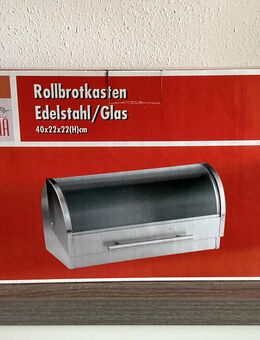 Rollbrotkasten
Edelstahl/Glas
40x22x22(H)cm